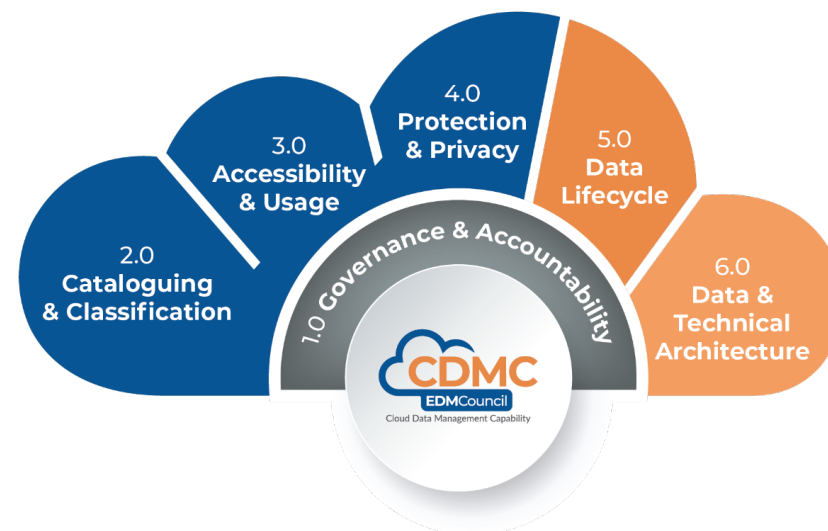 1.0 Governance & Accountability
2.0
Cataloguing
& Classification
3.0
Accessibility
& Usage
4.0
Protection
& Privacy
5.0
Data
Lifecycle
6.0
Data &
Technical
Architecture
CDMC
EDMCouncil
Cloud Data Management Capability